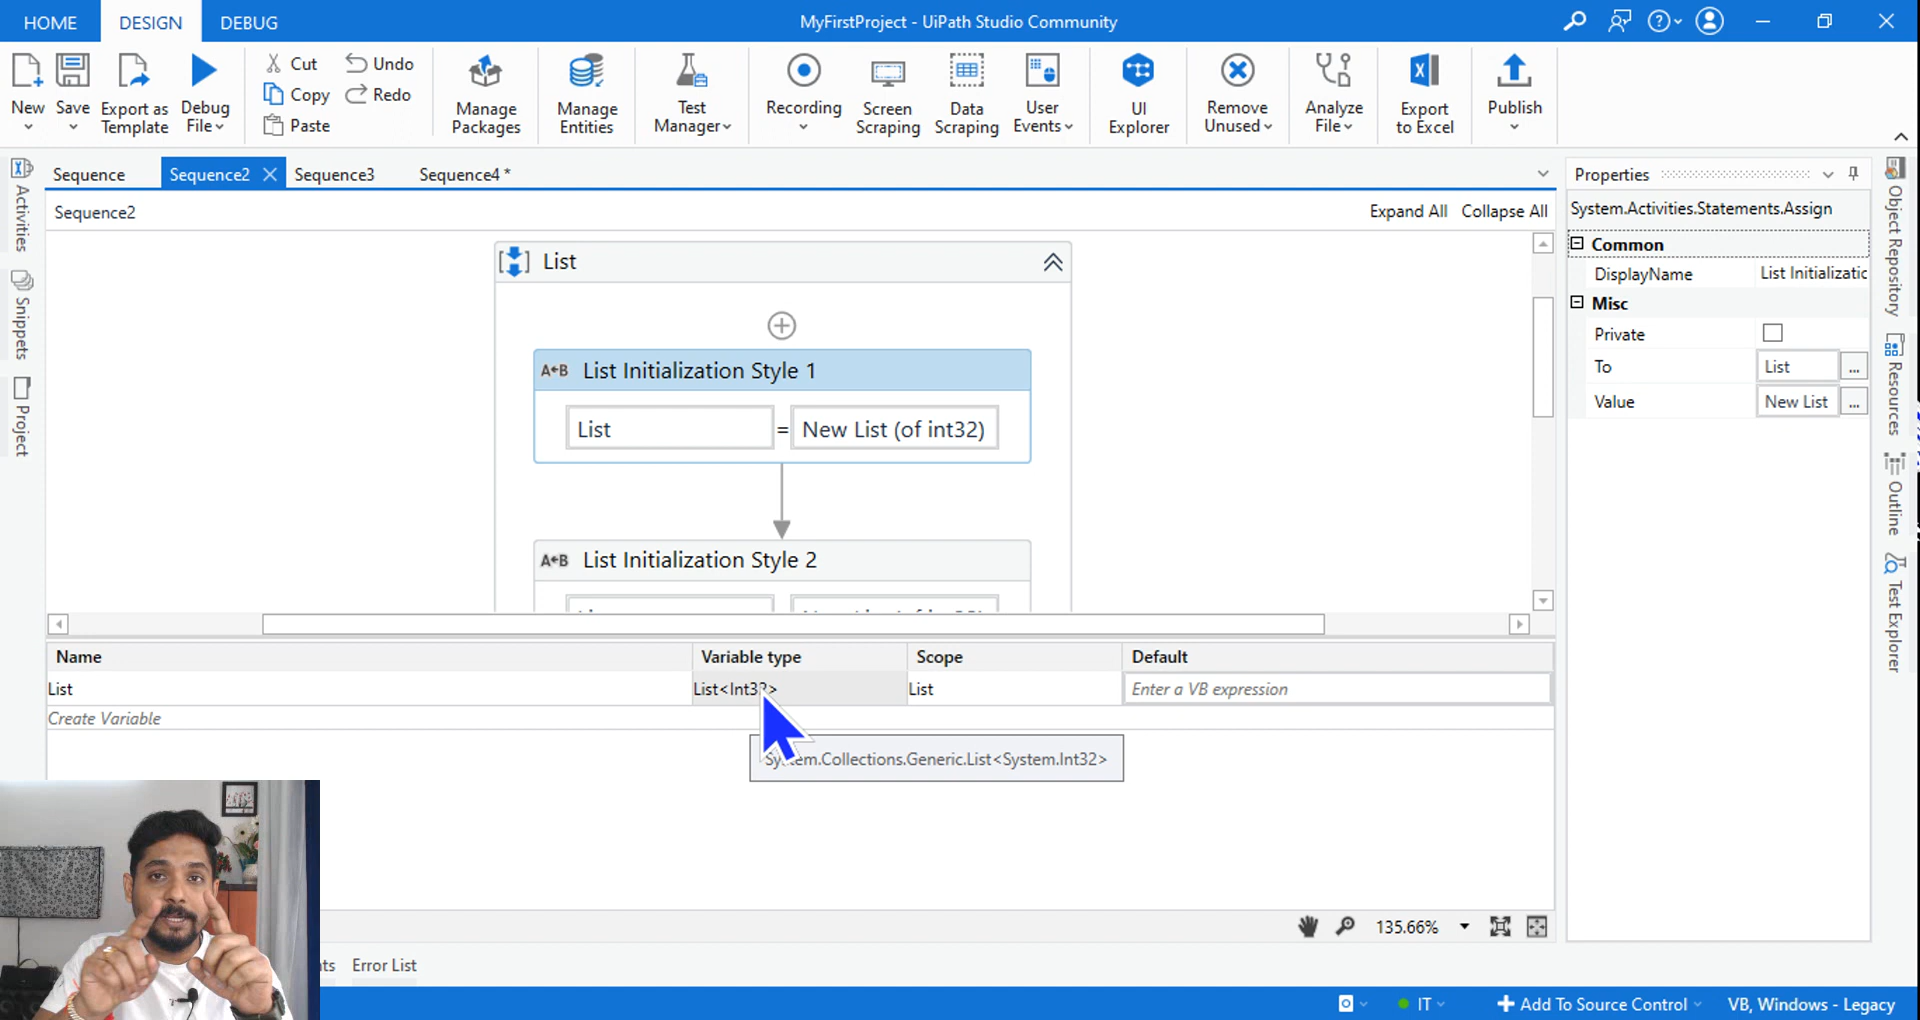 HOME DESIGN DEBUG MyFirstProject - UiPath Studio Community
New Save Export as Template Debug File
Cut Undo
Copy Redo
Paste
Manage Packages
Manage Entities
Test Manager
Recording
Screen Scraping
Data Scraping
User Events
UI Explorer
Remove Unused
Analyze File
Export to Excel
Publish
Activities
Snippets
Project
Sequence Sequence2 Sequence3 Sequence4 *
Sequence2 Expand All Collapse All
List
A←B List Initialization Style 1
List = New List (of int32)
A←B List Initialization Style 2
Name Variable type Scope Default
List List<Int32> List Enter a VB expression
Create Variable
System.Collections.Generic.List<System.Int32>
135.66%
ts Error List
Properties
System.Activities.Statements.Assign
Common
DisplayName List Initializatic
Misc
Private
To List ...
Value New List ...
Object Repository
Resources
Outline
Test Explorer
IT Add To Source Control VB, Windows - Legacy